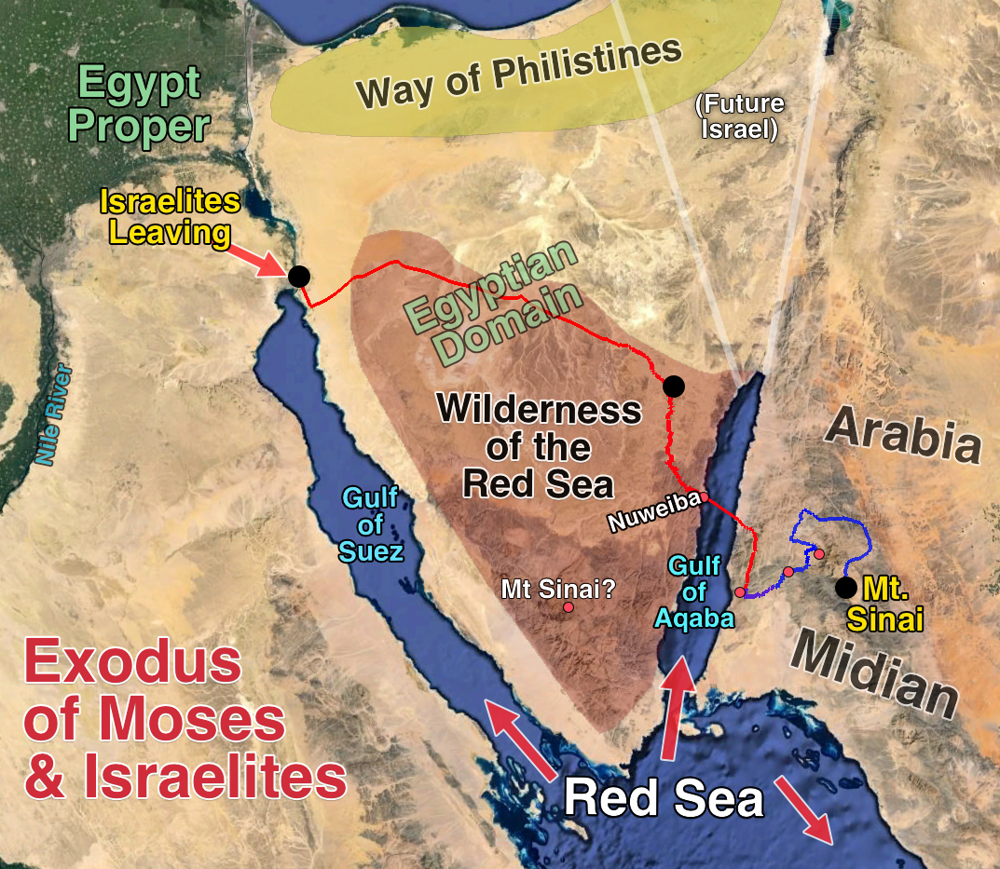 Way of Philistines
Egypt
Proper
(Future
Israel)
Israelites
Leaving
Egyptian
Domain
Nile River
Wilderness
of the
Red Sea
Arabia
Gulf
of
Suez
Nuweiba
Gulf
of
Aqaba
Mt Sinai?
Mt.
Sinai
Midian
Exodus
of Moses
& Israelites
Red Sea